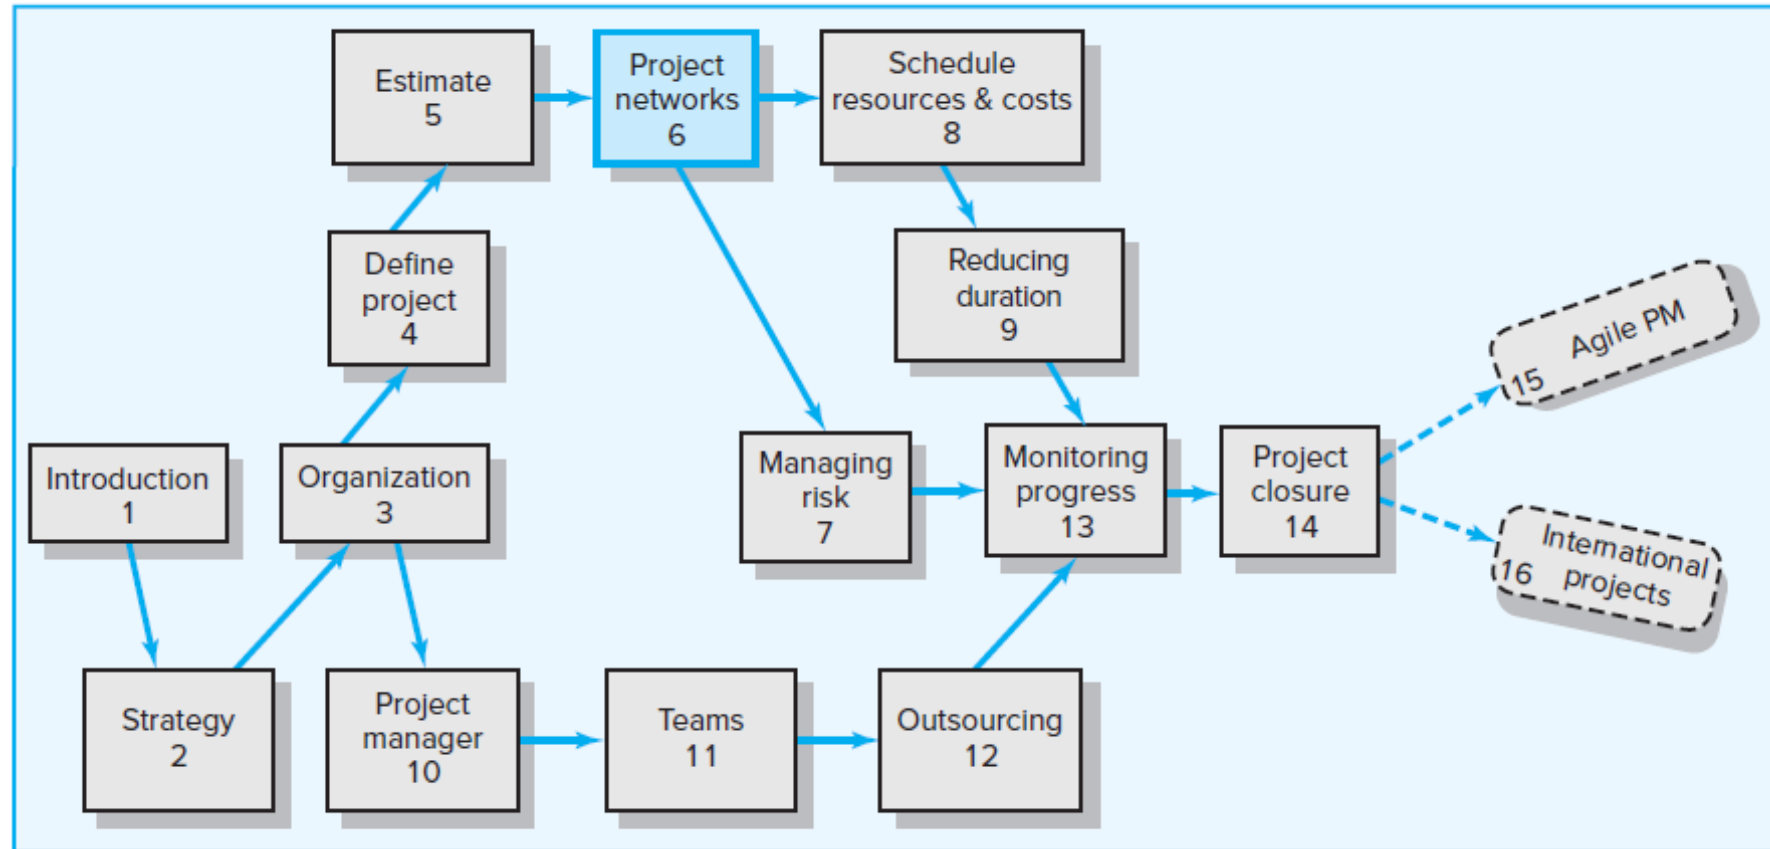 Estimate
5
Project
networks
6
Schedule
resources & costs
8
Define
project
4
Reducing
duration
9
Agile PM
15
Introduction
1
Organization
3
Managing
risk
7
Monitoring
progress
13
Project
closure
14
International
projects
16
Strategy
2
Project
manager
10
Teams
11
Outsourcing
12